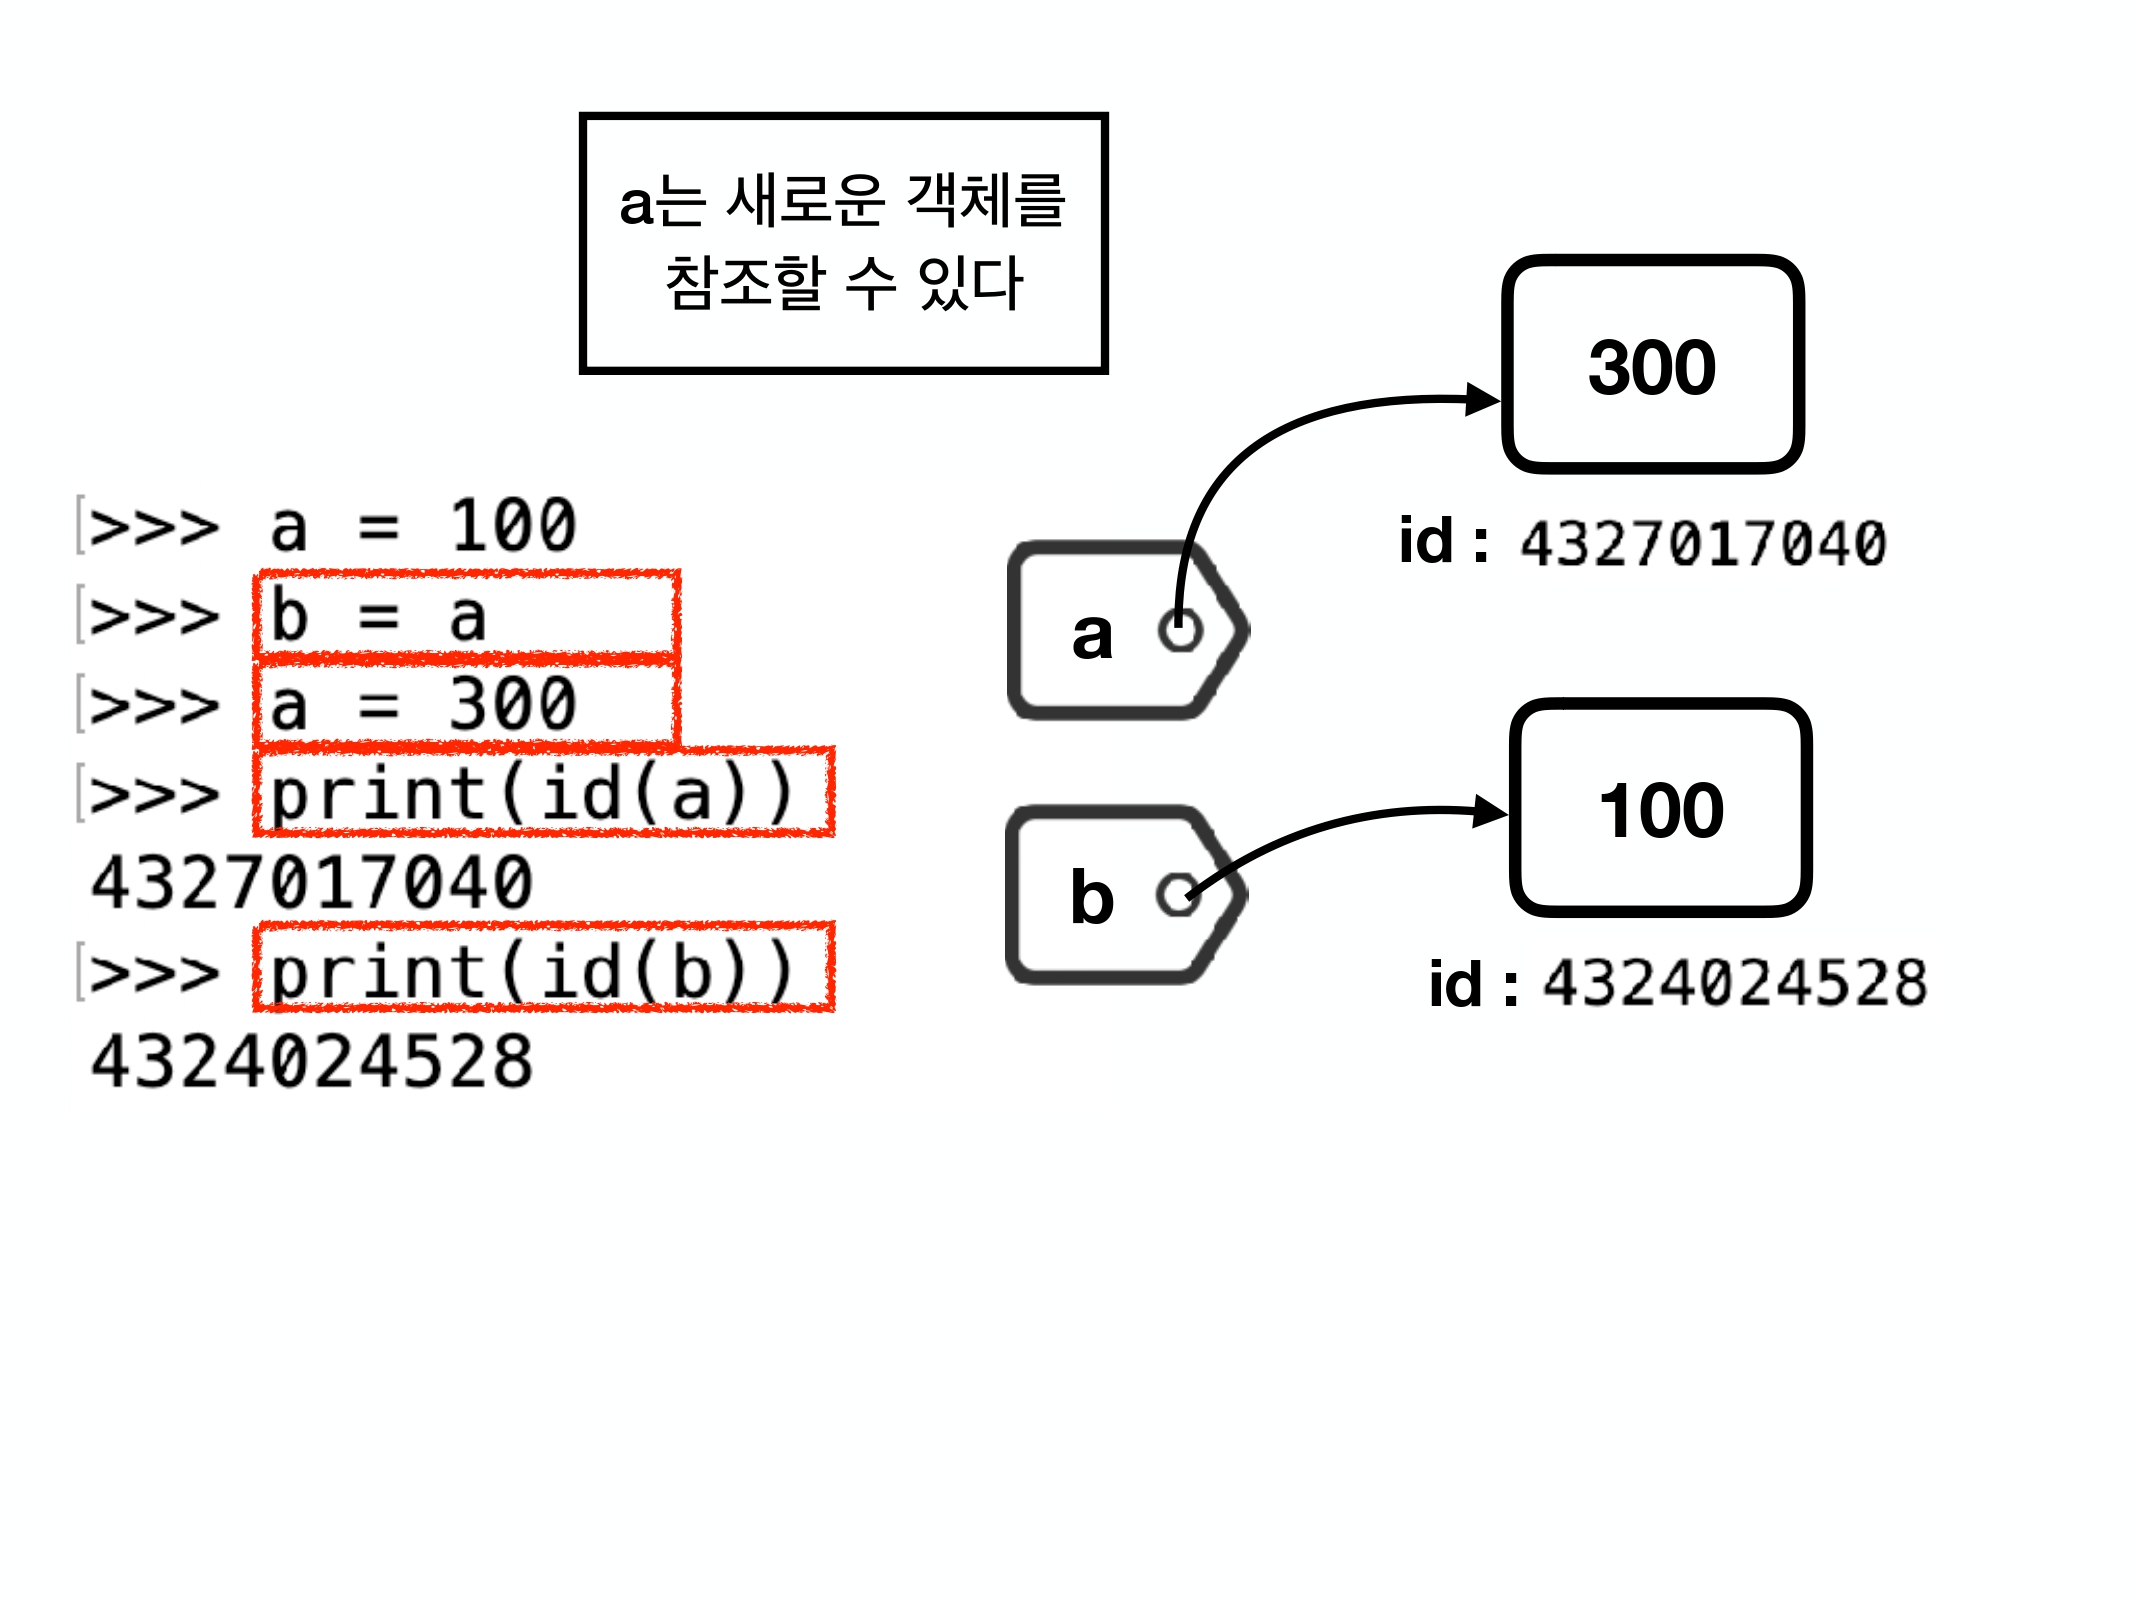 a는 새로운 객체를
참조할 수 있다
>>> a = 100
>>> b = a
>>> a = 300
>>> print(id(a))
4327017040
>>> print(id(b))
4324024528
300
id : 4327017040
a
100
b
id : 4324024528